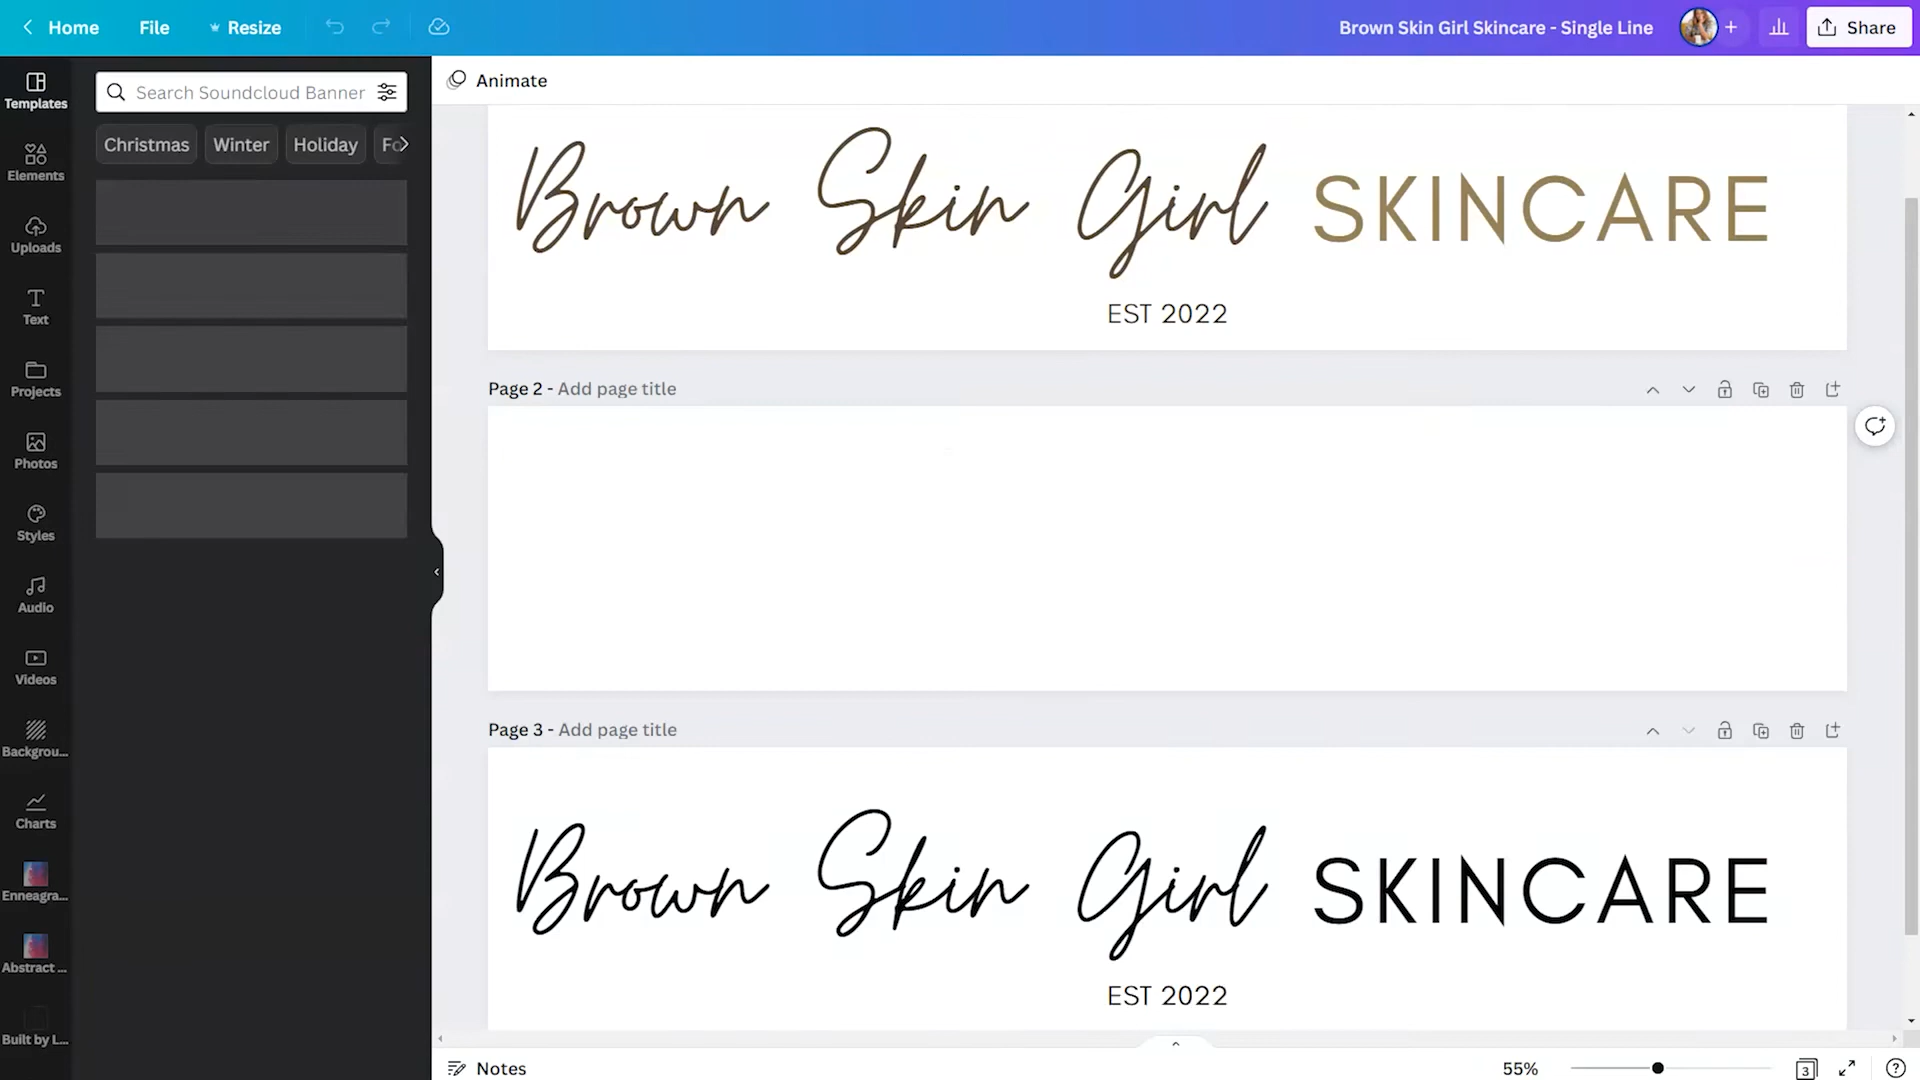 Home File Resize Brown Skin Girl Skincare - Single Line Share
Templates
Search Soundcloud Banner
Animate
Christmas Winter Holiday Fo
Elements
Uploads
Text
Projects
Photos
Styles
Audio
Videos
Backgrou...
Charts
Enneagra...
Abstract ...
Built by L...
Brown Skin Girl SKINCARE
EST 2022
Page 2 - Add page title
Page 3 - Add page title
Brown Skin Girl SKINCARE
EST 2022
Notes 55% 3